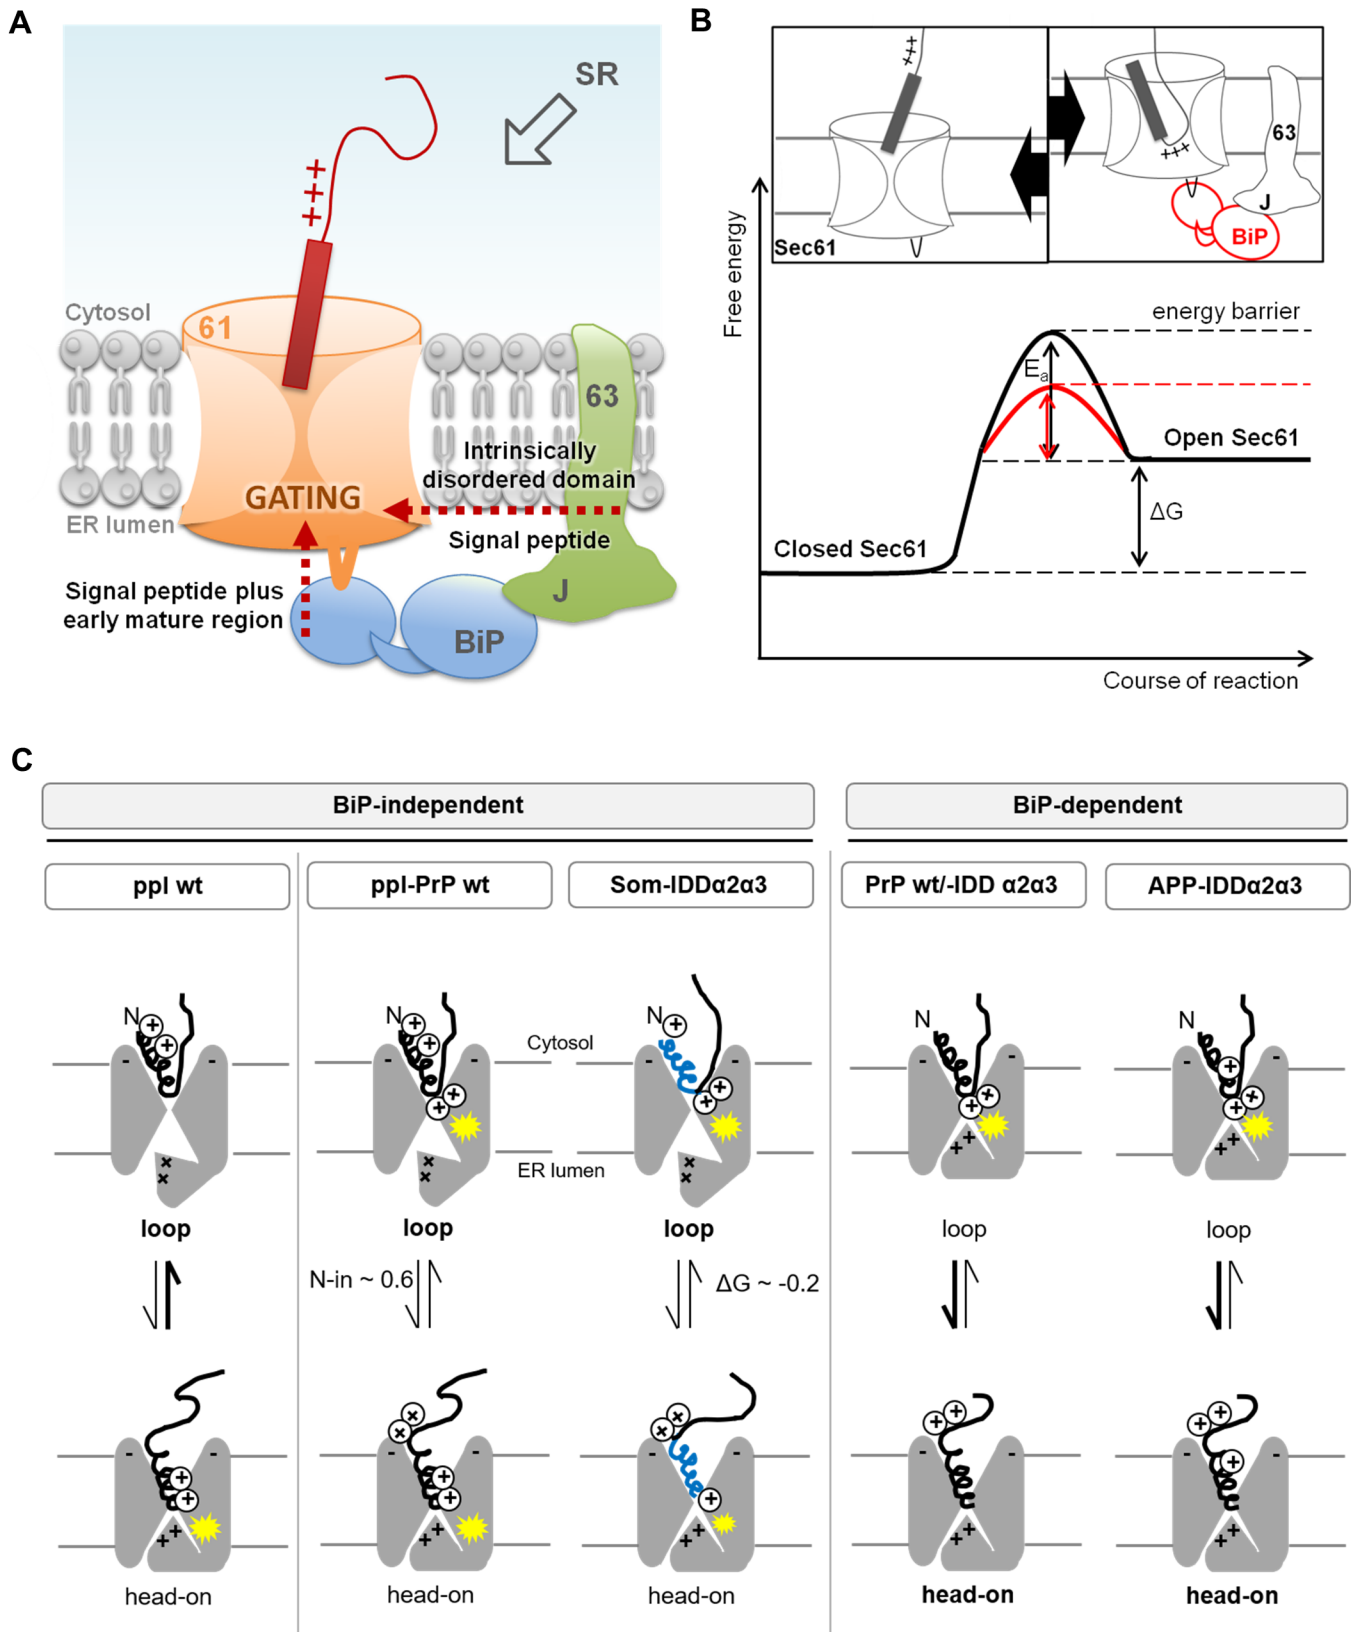 A
SR
+++
Cytosol
61
63
Intrinsically
disordered domain
GATING
ER lumen
Signal peptide
Signal peptide plus
early mature region
J
BiP
B
+++
+++
63
J
Sec61
BiP
Free energy
energy barrier
Ea
Open Sec61
ΔG
Closed Sec61
Course of reaction
C
BiP-independent
BiP-dependent
ppl wt
ppl-PrP wt
Som-IDDα2α3
PrP wt/-IDD α2α3
APP-IDDα2α3
N + + - -
N + + - - + +
Cytosol
N + - + +
N - - + +
N - - + + +
+ +
+ +
ER lumen
+ +
+ +
+ +
loop
loop
loop
loop
loop
N-in ~ 0.6
ΔG ~ -0.2
- - + +
+ + - - + +
+ + - - +
+ + - -
+ + - - +
+ +
+ +
+ +
+ +
+ +
head-on
head-on
head-on
head-on
head-on